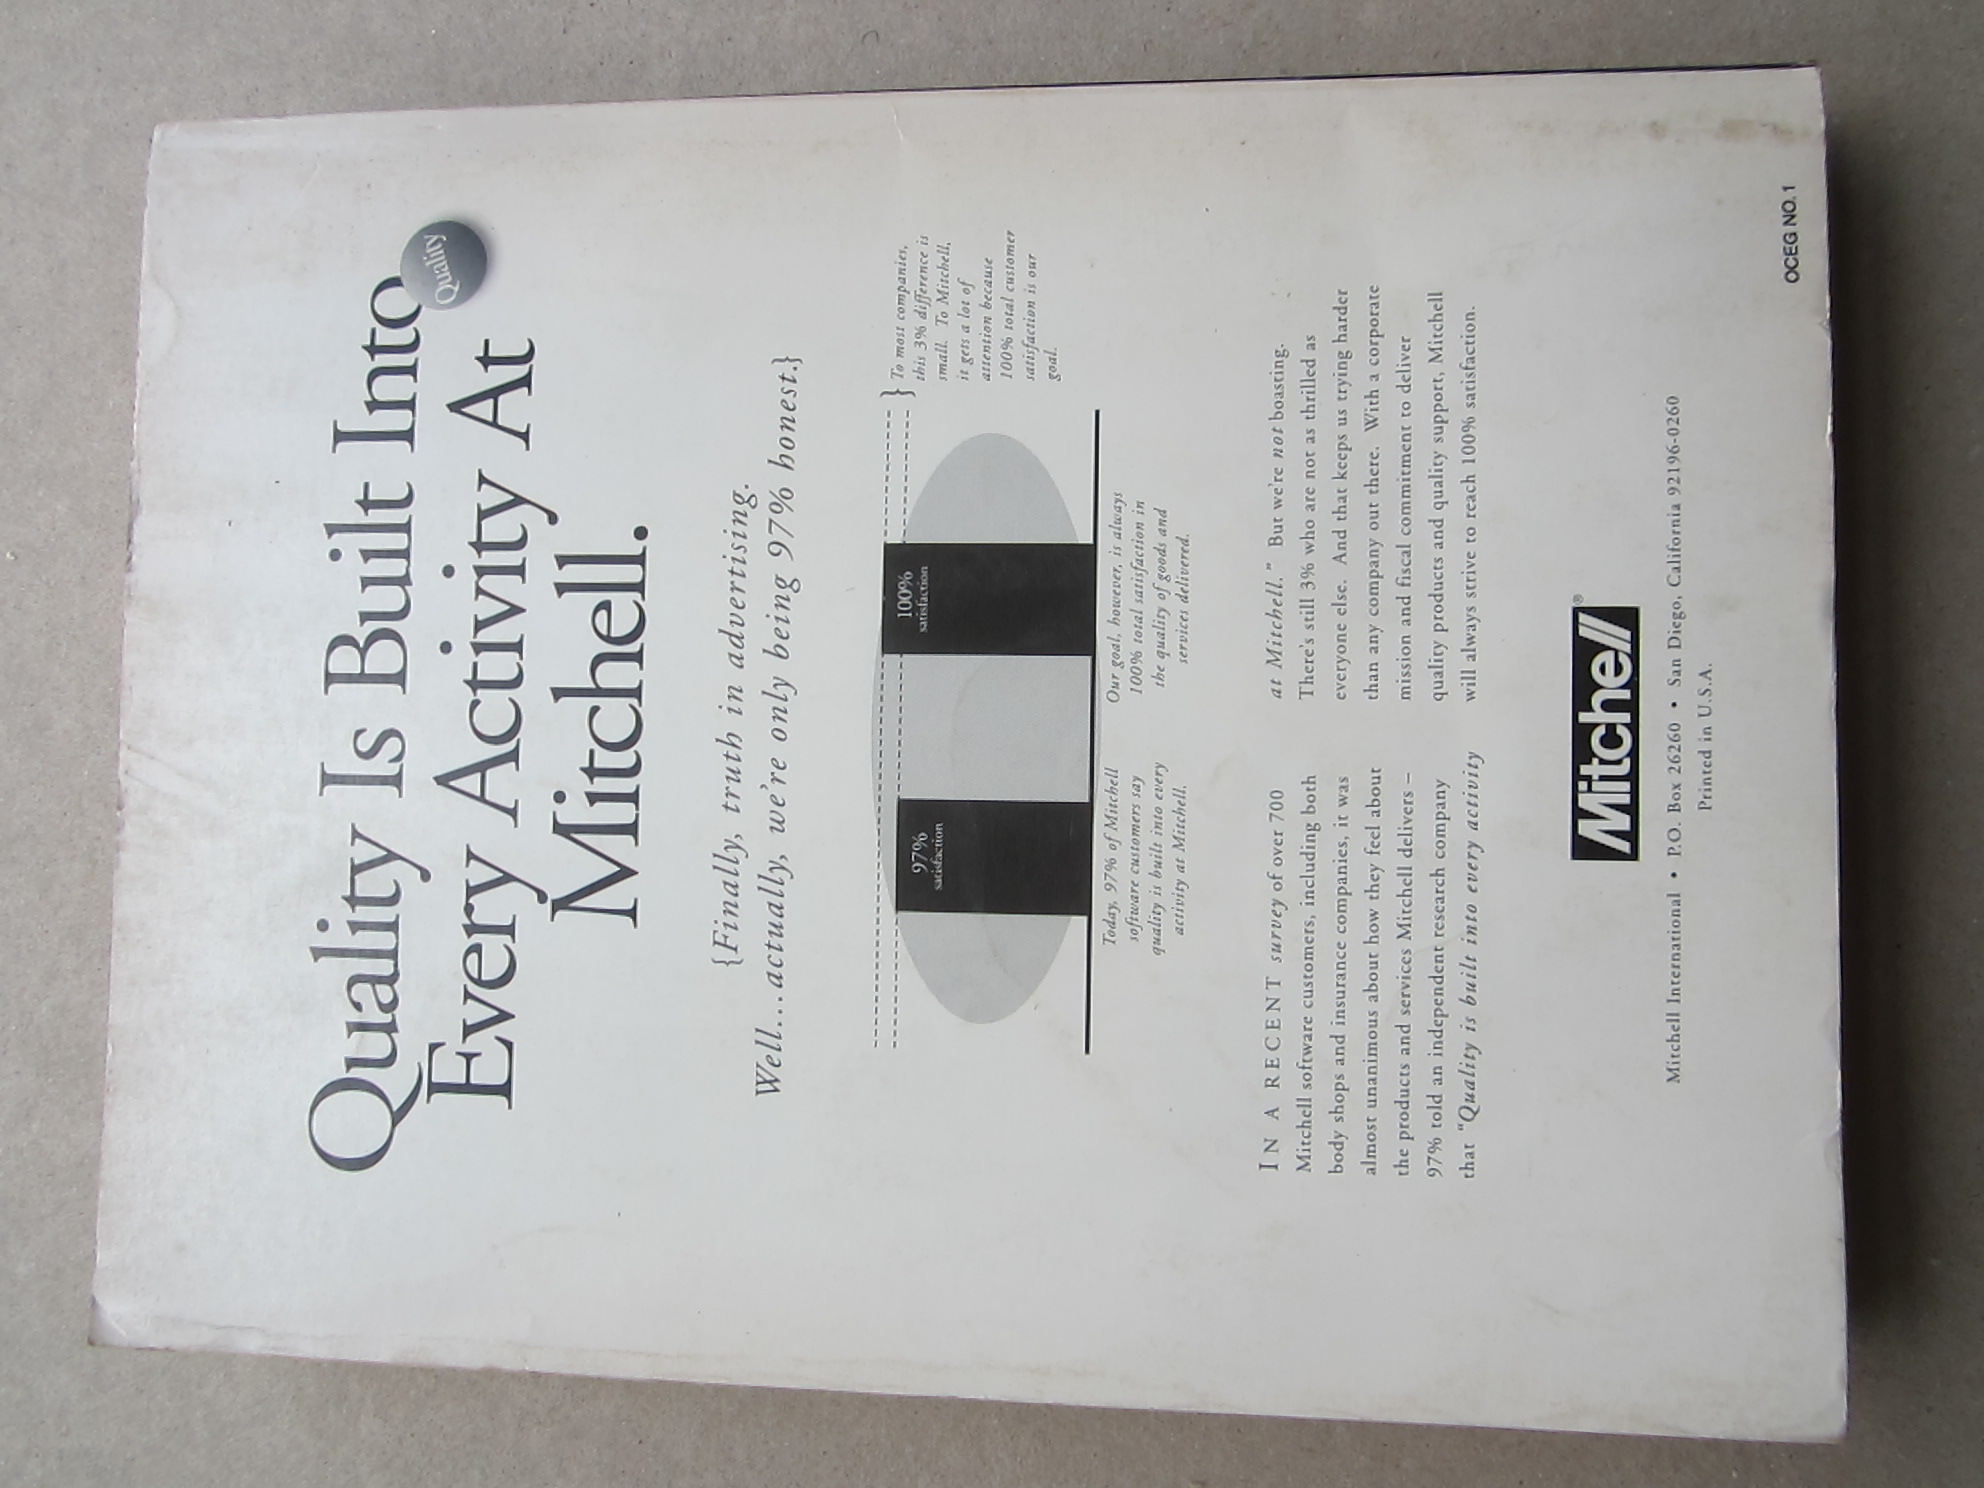 Quality Is Built Into
Every Activity At
Mitchell.
Quality
{Finally, truth in advertising.
Well...actually, we're only being 97% honest.}
} To most companies,
this 3% difference is
small. To Mitchell,
it gets a lot of
attention because
100% total customer
satisfaction is our
goal.
97%
satisfaction
100%
satisfaction
Today, 97% of Mitchell
software customers say
quality is built into every
activity at Mitchell.
Our goal, however, is always
100% total satisfaction in
the quality of goods and
services delivered.
IN A RECENT survey of over 700
Mitchell software customers, including both
body shops and insurance companies, it was
almost unanimous about how they feel about
the products and services Mitchell delivers –
97% told an independent research company
that "Quality is built into every activity
at Mitchell." But we're not boasting.
There's still 3% who are not as thrilled as
everyone else. And that keeps us trying harder
than any company out there. With a corporate
mission and fiscal commitment to deliver
quality products and quality support, Mitchell
will always strive to reach 100% satisfaction.
Mitchell®
Mitchell International • P.O. Box 26260 • San Diego, California 92196-0260
Printed in U.S.A.
OCEG NO. 1